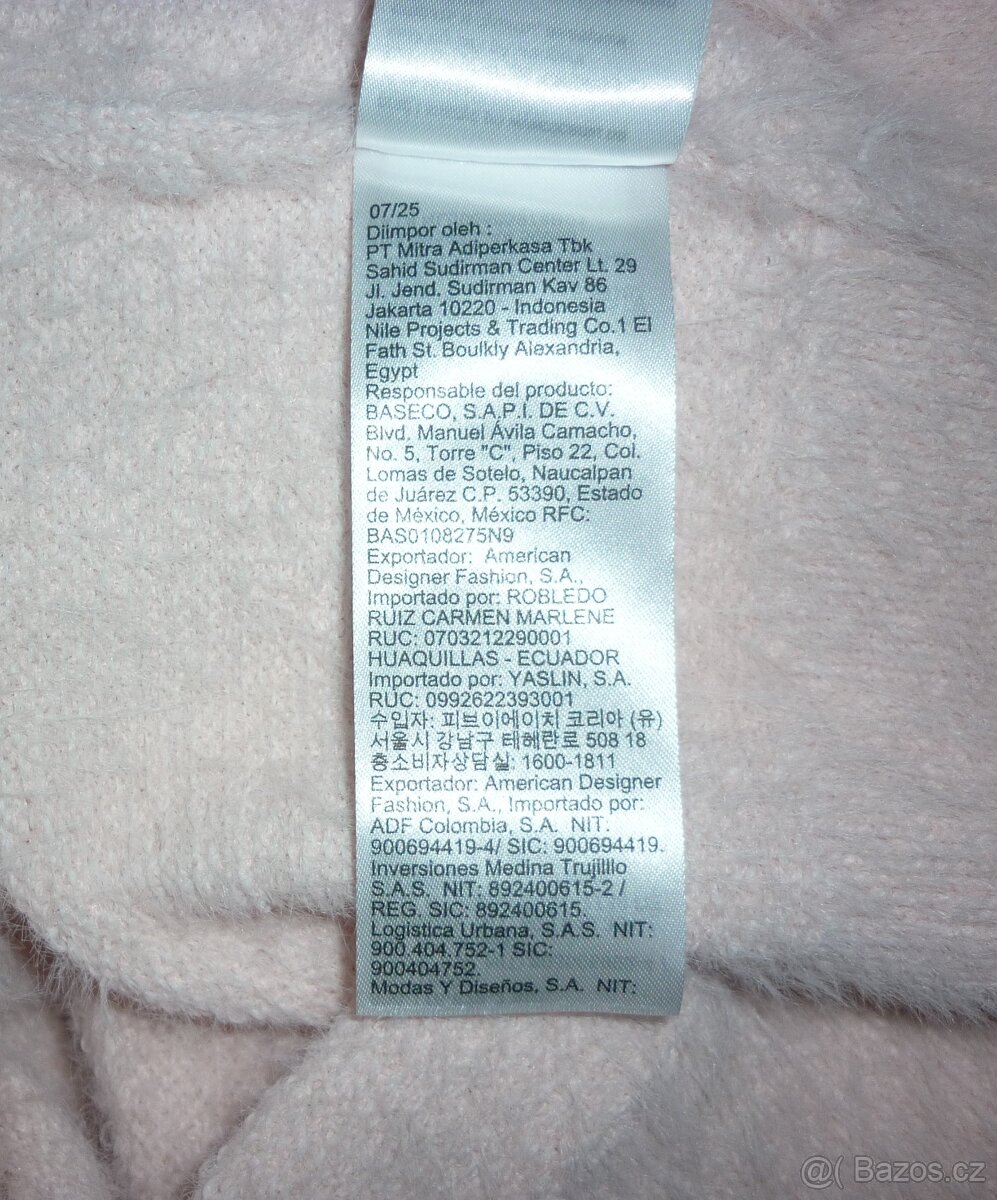 07/25
Diimpor oleh :
PT Mitra Adiperkasa Tbk
Sahid Sudirman Center Lt. 29
Jl. Jend. Sudirman Kav 86
Jakarta 10220 - Indonesia
Nile Projects & Trading Co.1 El
Fath St. Boulkly Alexandria,
Egypt
Responsable del producto:
BASECO, S.A.P.I. DE C.V.
Blvd. Manuel Ávila Camacho,
No. 5, Torre "C", Piso 22, Col.
Lomas de Sotelo, Naucalpan
de Juárez C.P. 53390, Estado
de México, México RFC:
BAS0108275N9
Exportador: American
Designer Fashion, S.A.,
Importado por: ROBLEDO
RUIZ CARMEN MARLENE
RUC: 0703212290001
HUAQUILLAS - ECUADOR
Importado por: YASLIN, S.A.
RUC: 0992622393001
수입자: 피브이에이치 코리아 (유)
서울시 강남구 테헤란로 508 18
층소비자상담실: 1600-1811
Exportador: American Designer
Fashion, S.A., Importado por:
ADF Colombia, S.A. NIT:
900694419-4/ SIC: 900694419.
Inversiones Medina Trujillo
S.A.S. NIT: 892400615-2 /
REG. SIC: 892400615.
Logistica Urbana, S.A.S. NIT:
900.404.752-1 SIC:
900404752.
Modas Y Diseños, S.A. NIT:
@( Bazos.cz